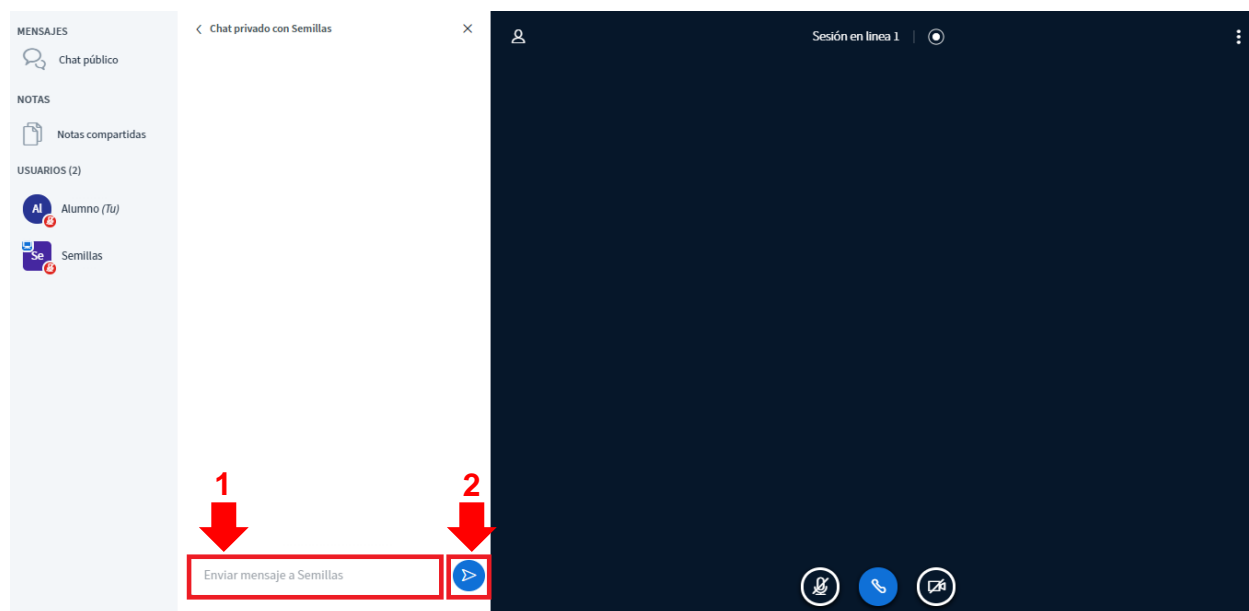 MENSAJES
Chat público
NOTAS
Notas compartidas
USUARIOS (2)
Al
Alumno (Tu)
Se
Semillas
Chat privado con Semillas
1
2
Enviar mensaje a Semillas
Sesión en linea 1